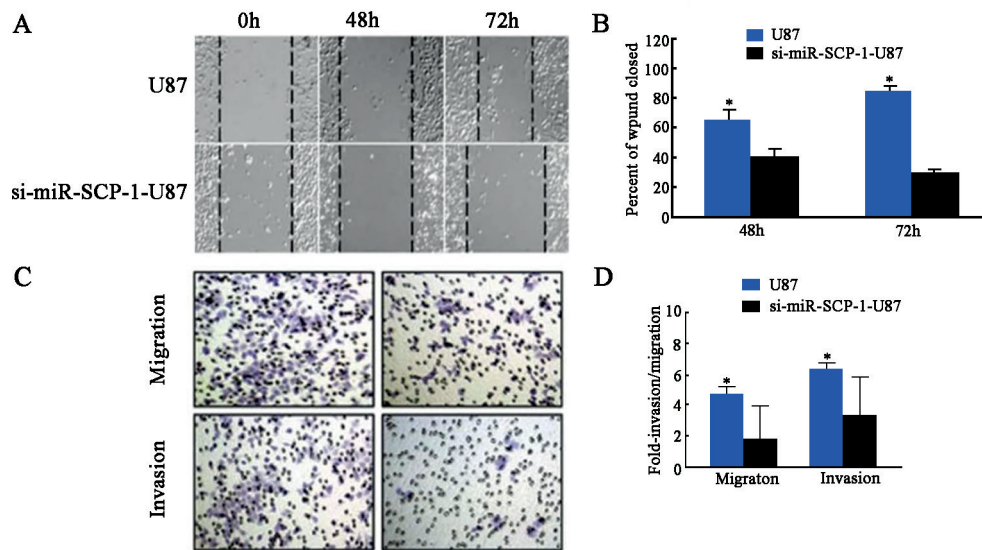 A
0h
48h
72h
U87
si-miR-SCP-1-U87
B
U87
si-miR-SCP-1-U87
Percent of wpund closed
120
100
80
60
40
20
0
*
*
48h
72h
C
Migration
Invasion
D
U87
si-miR-SCP-1-U87
Fold-invasion/migration
10
8
6
4
2
0
*
*
Migraton
Invasion